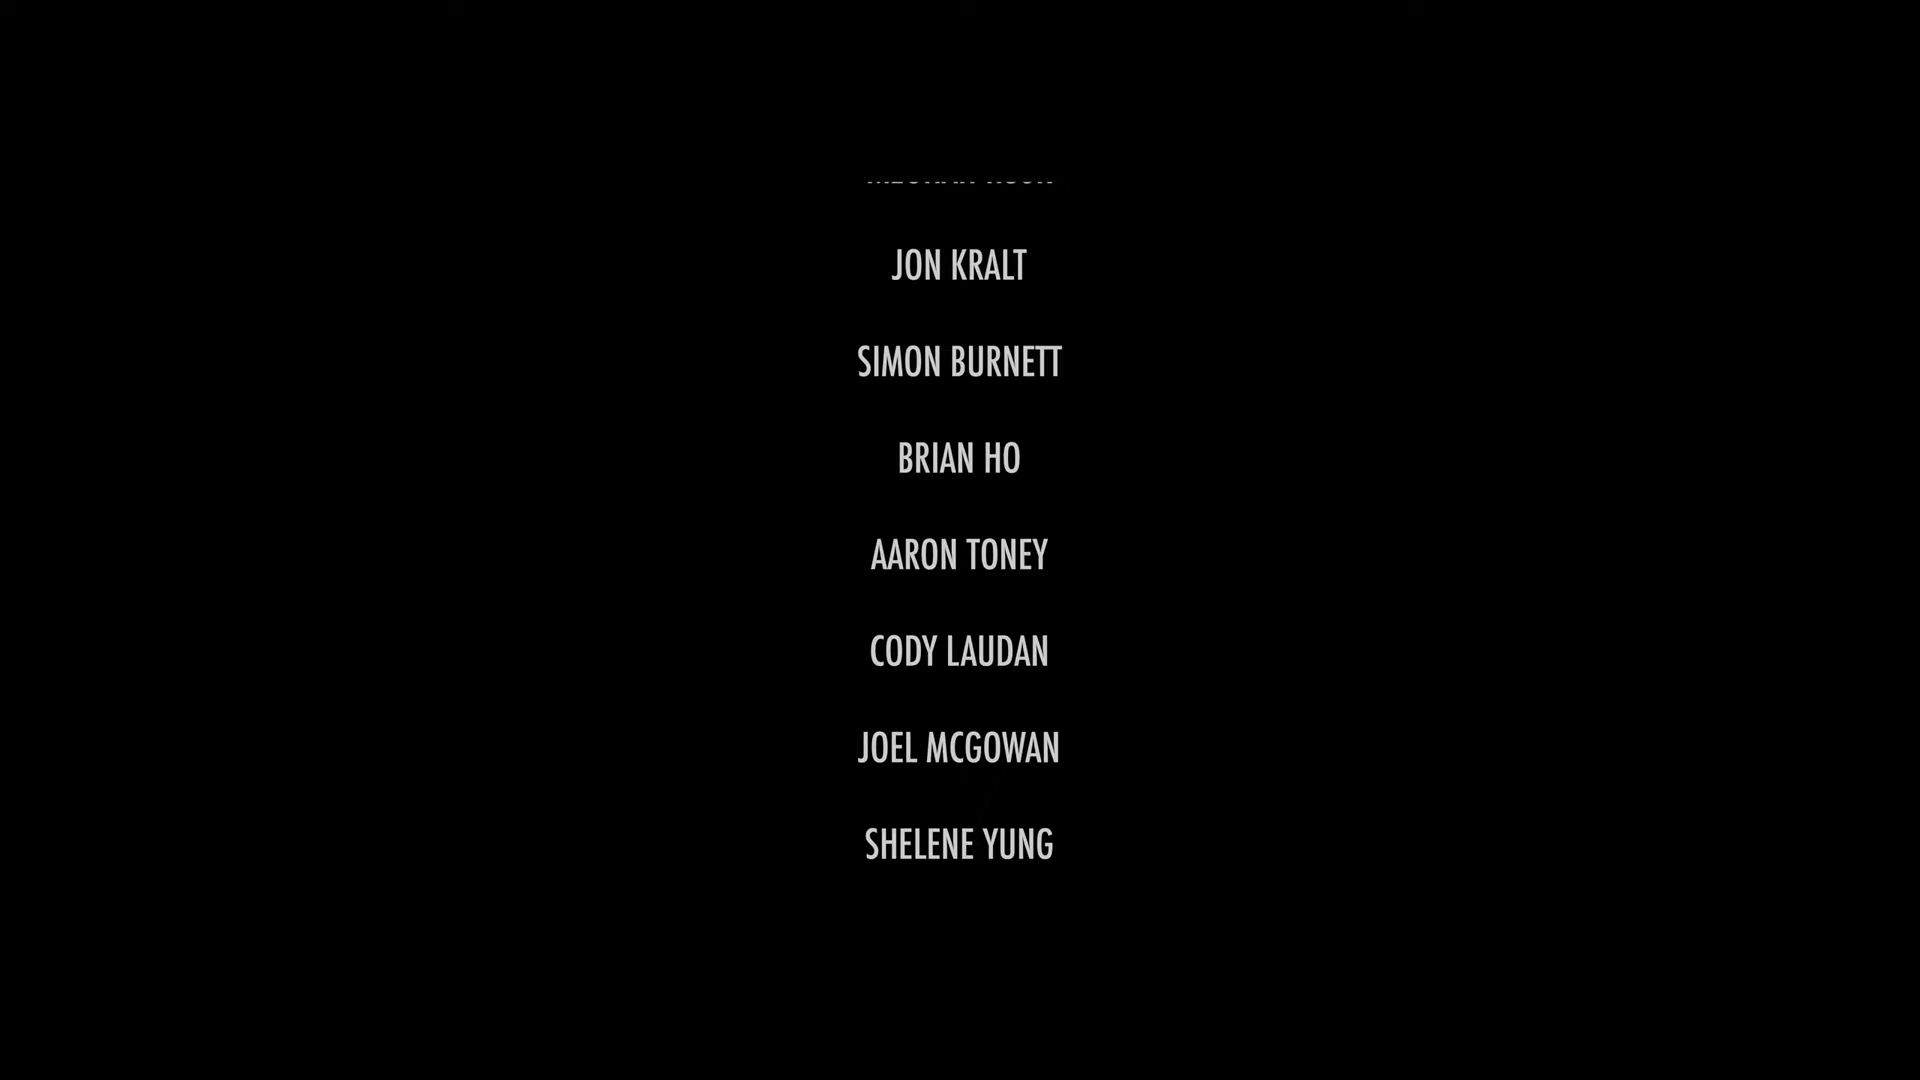 JON KRALT
SIMON BURNETT
BRIAN HO
AARON TONEY
CODY LAUDAN
JOEL MCGOWAN
SHELENE YUNG